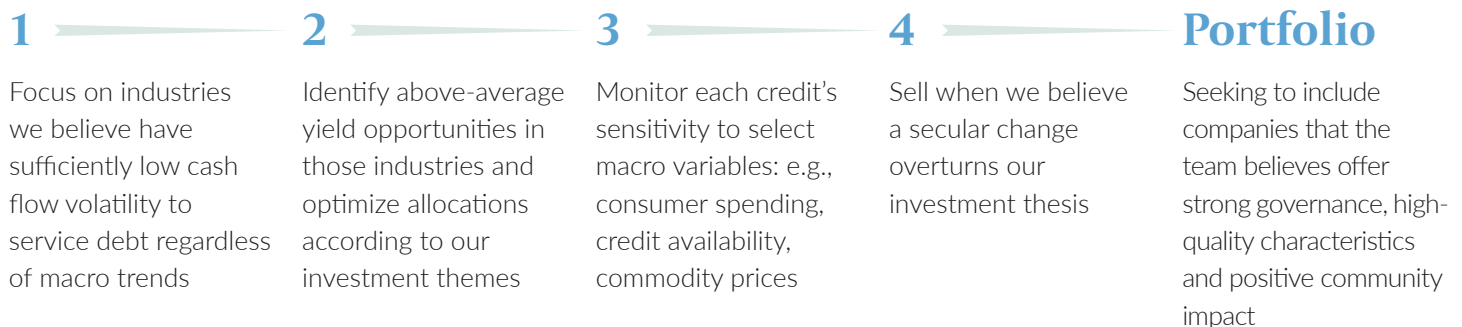 1
Focus on industries
we believe have
sufficiently low cash
flow volatility to
service debt regardless
of macro trends
2
Identify above-average
yield opportunities in
those industries and
optimize allocations
according to our
investment themes
3
Monitor each credit’s
sensitivity to select
macro variables: e.g.,
consumer spending,
credit availability,
commodity prices
4
Sell when we believe
a secular change
overturns our
investment thesis
Portfolio
Seeking to include
companies that the
team believes offer
strong governance, high-
quality characteristics
and positive community
impact